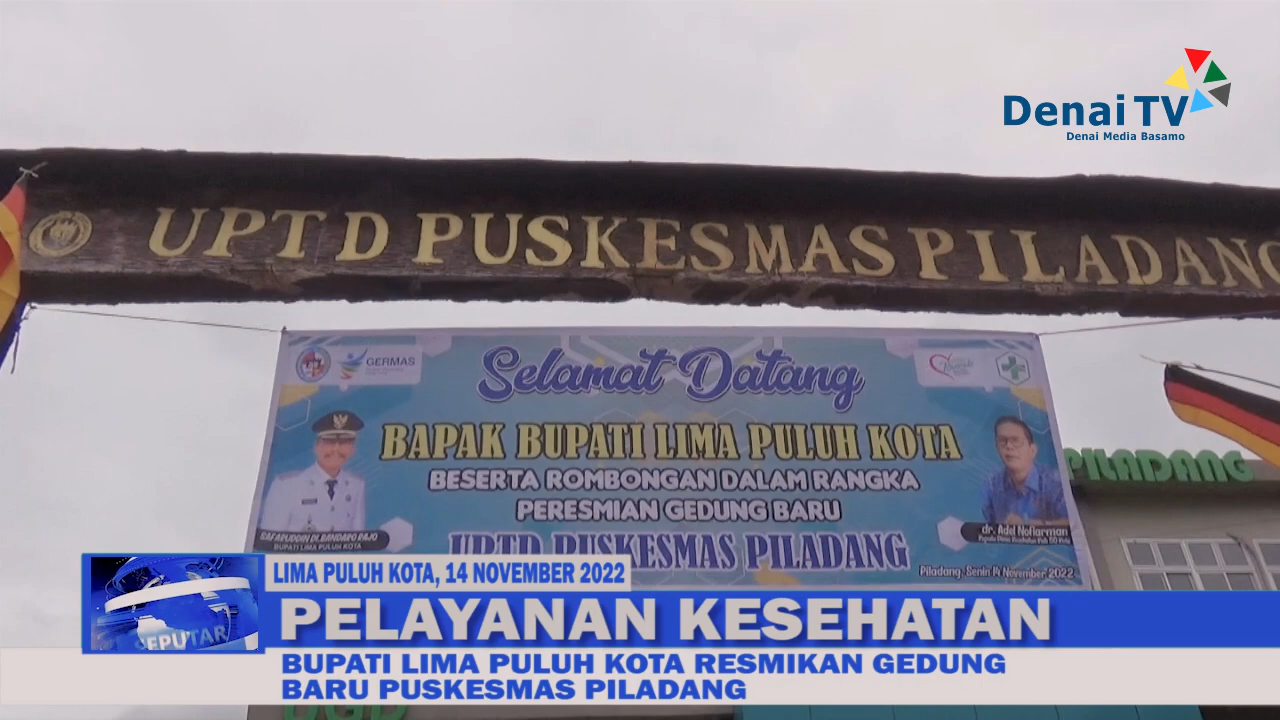 Denai TV
Denai Media Basamo
UPTD PUSKESMAS PILADANG
GERMAS
Selamat Datang
BAPAK BUPATI LIMA PULUH KOTA
BESERTA ROMBONGAN DALAM RANGKA
PERESMIAN GEDUNG BARU
UPTD PUSKESMAS PILADANG
SAFARUDDIN DT.BANDARO RAJO
BUPATI LIMA PULUH KOTA
dr. Adel Nofiarman
Piladang, Senin 14 November 2022
PILADANG
LIMA PULUH KOTA, 14 NOVEMBER 2022
SEPUTAR
PELAYANAN KESEHATAN
BUPATI LIMA PULUH KOTA RESMIKAN GEDUNG
BARU PUSKESMAS PILADANG
UGD